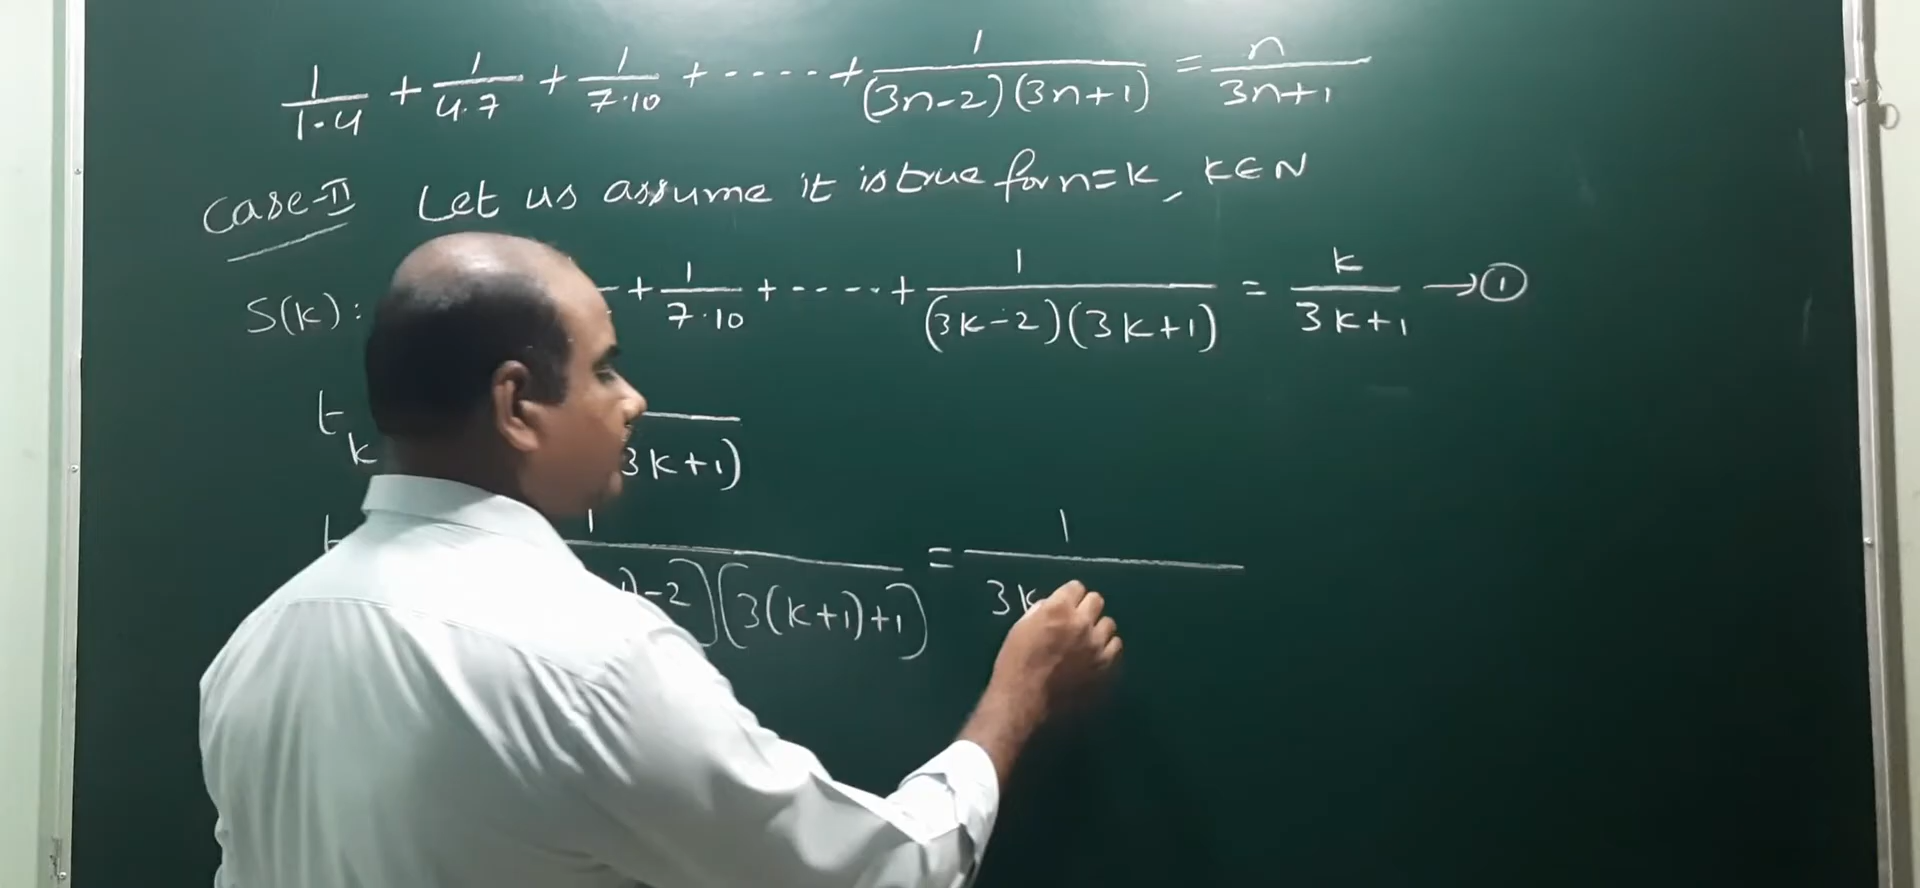 1/(1·4) + 1/(4·7) + 1/(7·10) + ····· + 1/((3n-2)(3n+1)) = n/(3n+1)
Case-II Let us assume it is true for n=k, k∈N
S(k): + 1/(7·10) + ····· + 1/((3k-2)(3k+1)) = k/(3k+1) → ①
t k 3k+1)
t 1 )-2][3(k+1)+1] = 1/3k